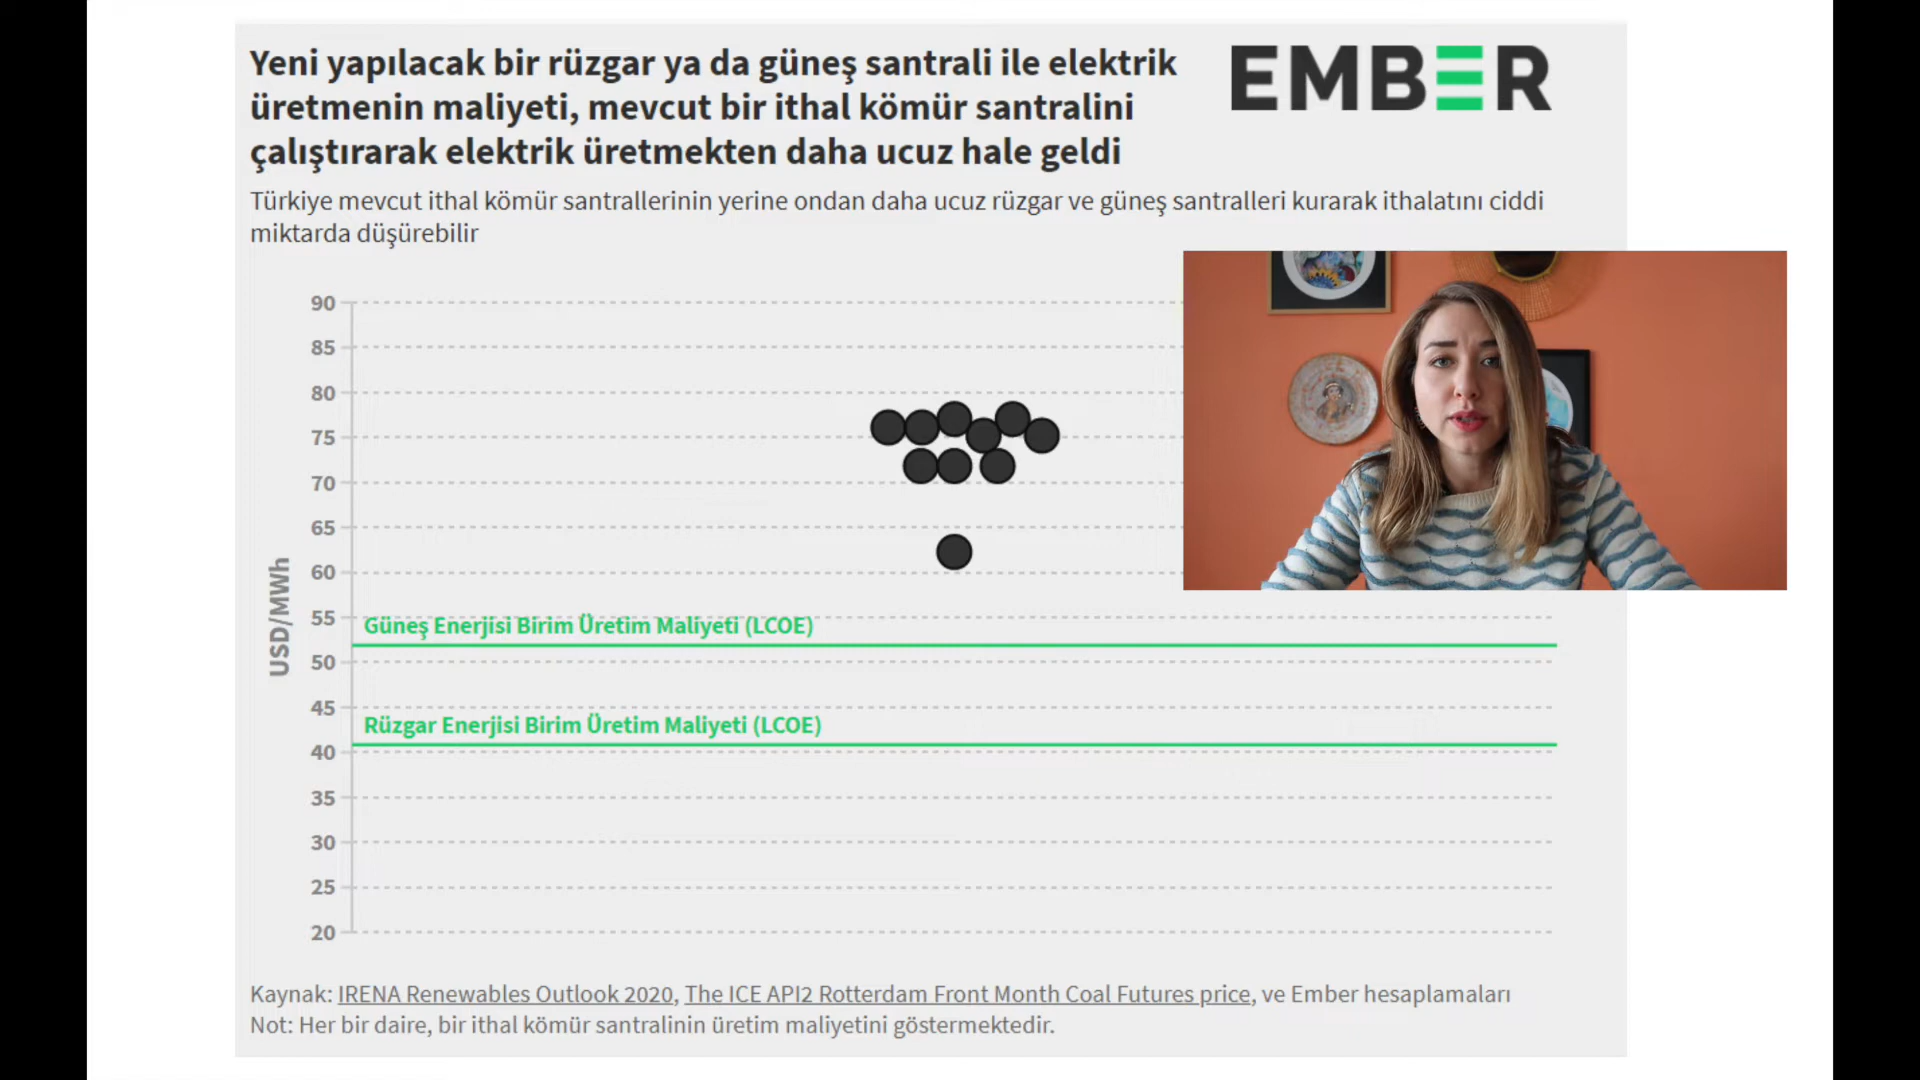 Yeni yapılacak bir rüzgar ya da güneş santrali ile elektrik
üretmenin maliyeti, mevcut bir ithal kömür santralini
çalıştırarak elektrik üretmekten daha ucuz hale geldi
EMBER
Türkiye mevcut ithal kömür santrallerinin yerine ondan daha ucuz rüzgar ve güneş santralleri kurarak ithalatını ciddi
miktarda düşürebilir
USD/MWh
90
85
80
75
70
65
60
55
Güneş Enerjisi Birim Üretim Maliyeti (LCOE)
50
45
Rüzgar Enerjisi Birim Üretim Maliyeti (LCOE)
40
35
30
25
20
Kaynak: IRENA Renewables Outlook 2020, The ICE API2 Rotterdam Front Month Coal Futures price, ve Ember hesaplamaları
Not: Her bir daire, bir ithal kömür santralinin üretim maliyetini göstermektedir.